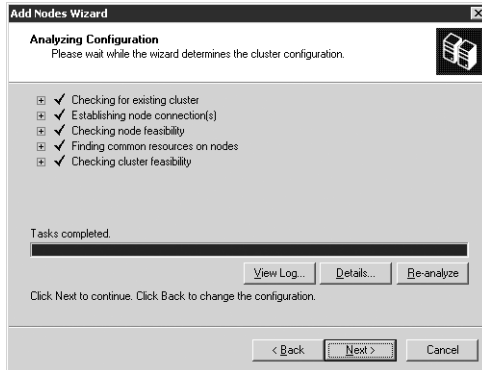 Add Nodes Wizard
Analyzing Configuration
Please wait while the wizard determines the cluster configuration.
Checking for existing cluster
Establishing node connection(s)
Checking node feasibility
Finding common resources on nodes
Checking cluster feasibility
Tasks completed.
View Log... Details... Re-analyze
Click Next to continue. Click Back to change the configuration.
< Back Next > Cancel